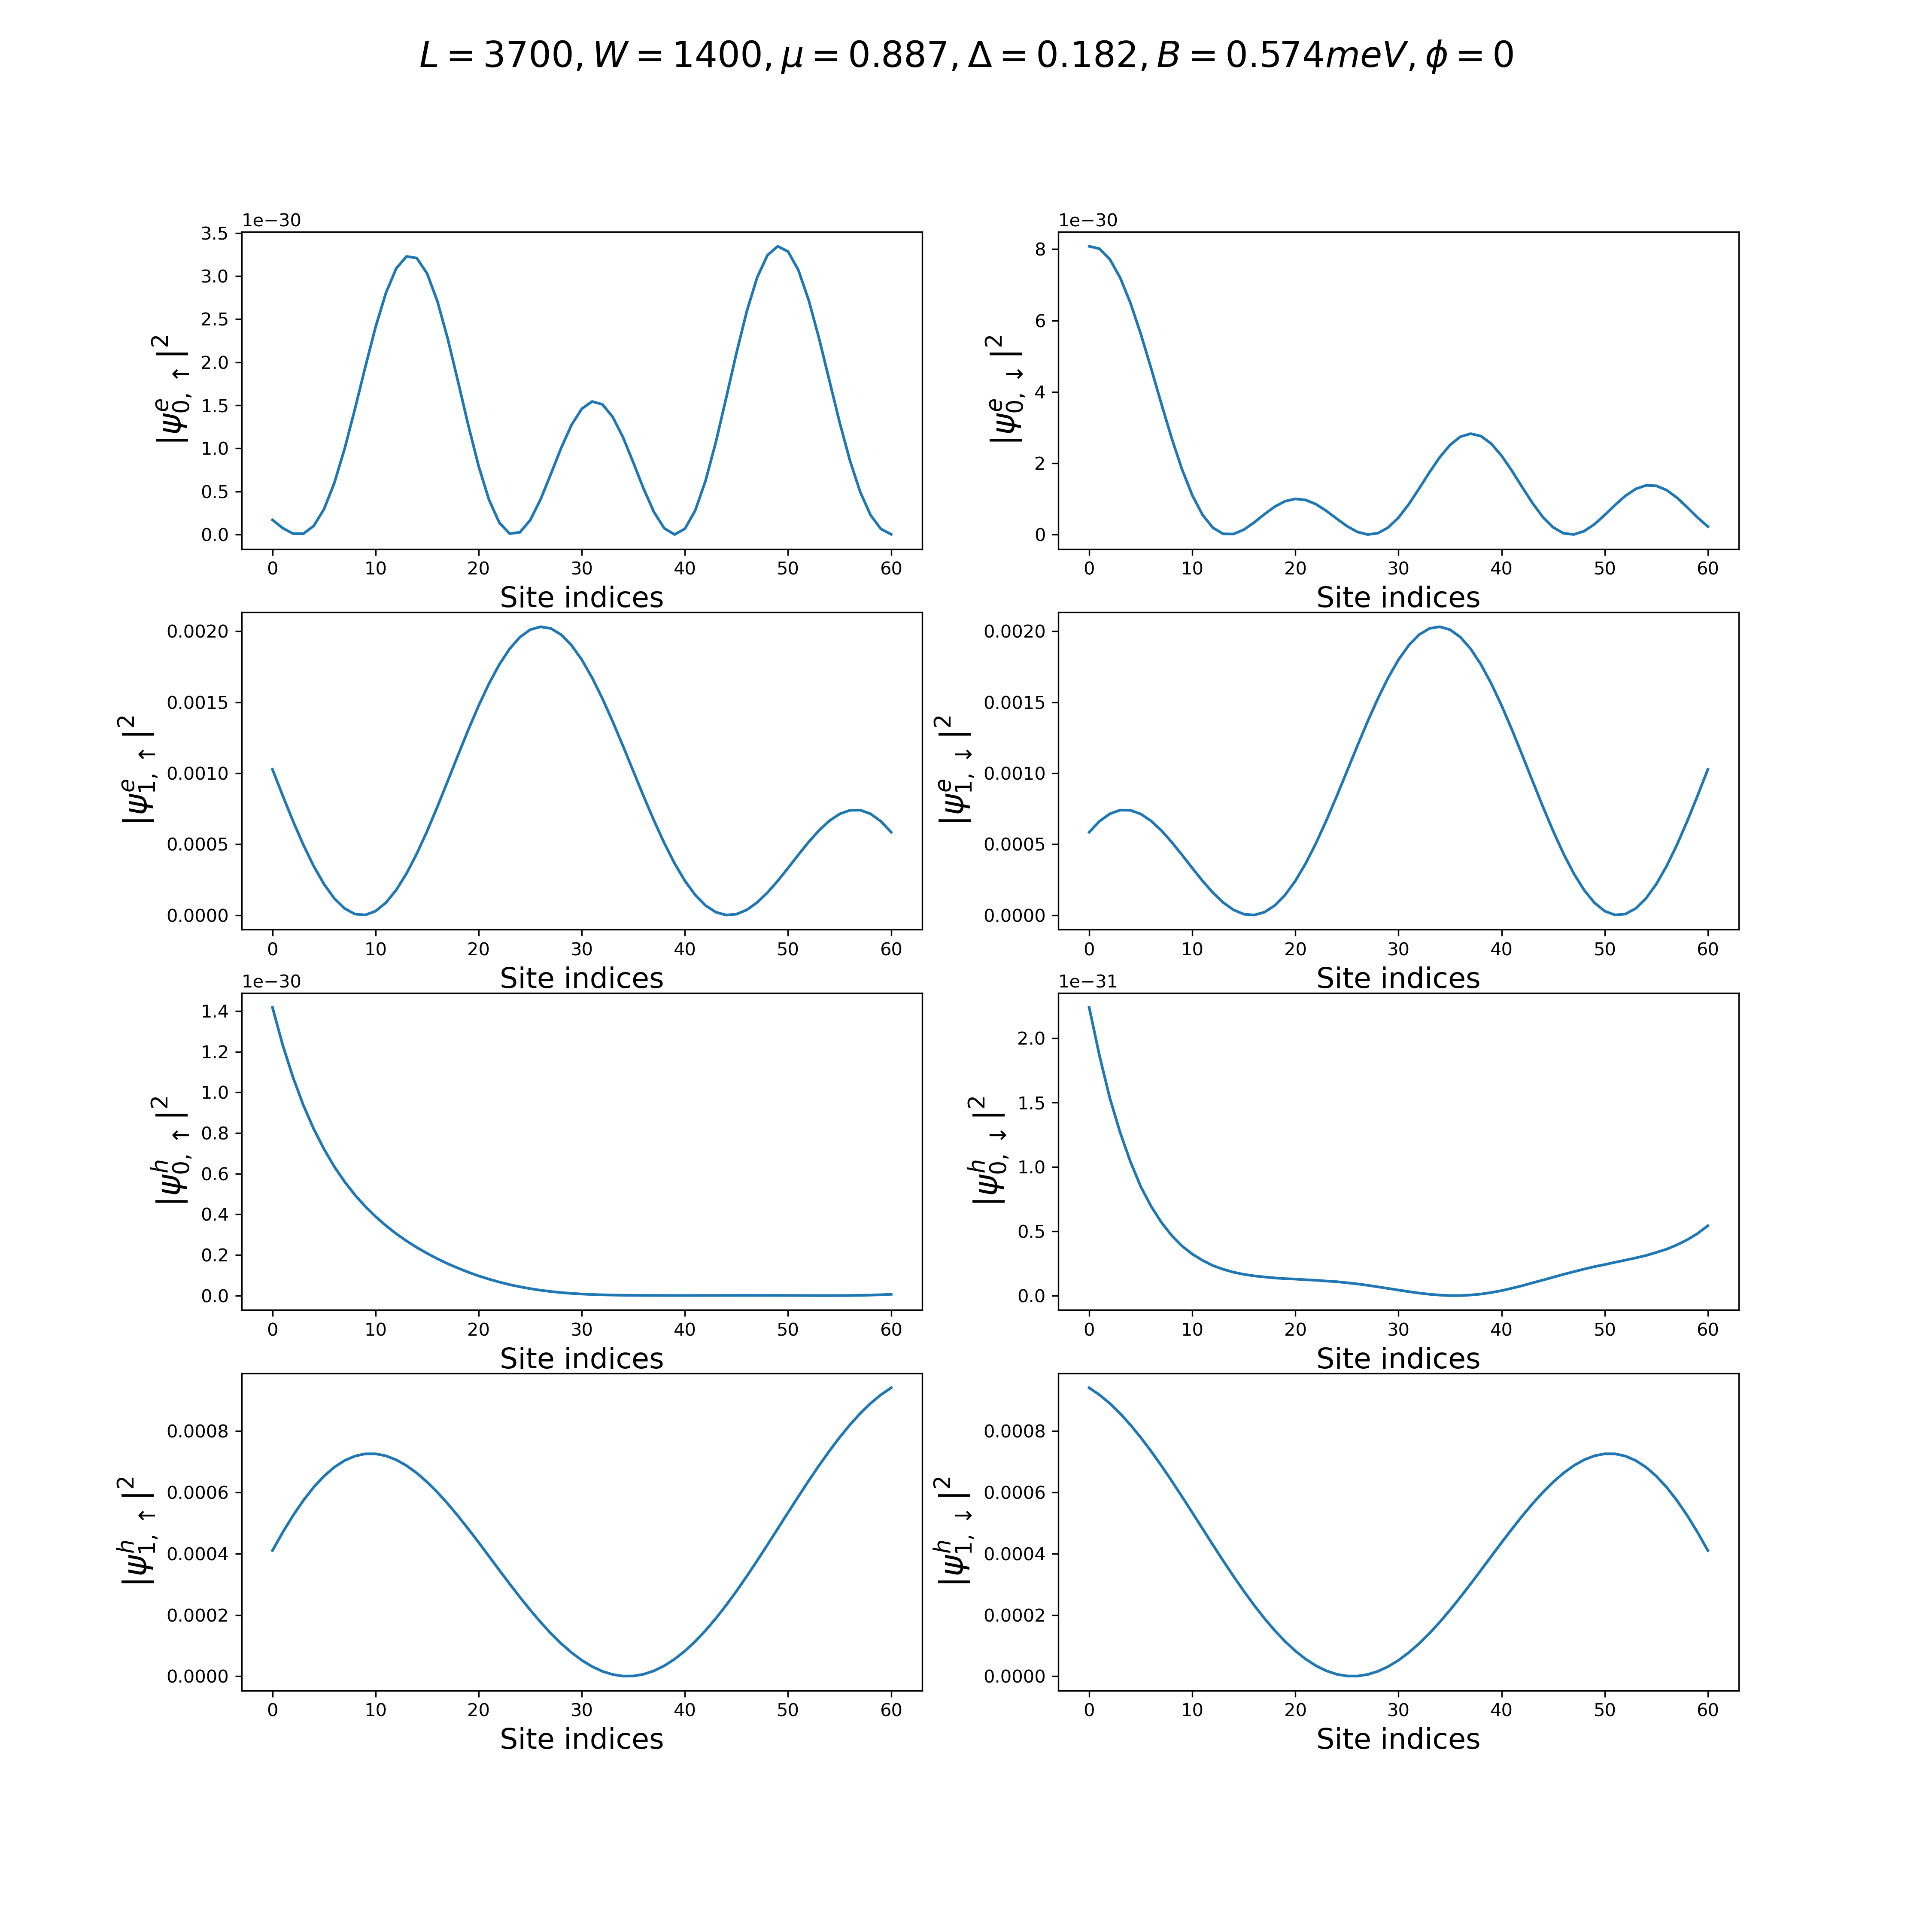 L = 3700, W = 1400, μ = 0.887, Δ = 0.182, B = 0.574meV, ϕ = 0
1e−30
3.5
3.0
2.5
2.0
1.5
1.0
0.5
0.0
|ψ^e_{0, ↑}|^2
0 10 20 30 40 50 60
Site indices
1e−30
8
6
4
2
0
|ψ^e_{0, ↓}|^2
0 10 20 30 40 50 60
Site indices
0.0020
0.0015
0.0010
0.0005
0.0000
|ψ^e_{1, ↑}|^2
0 10 20 30 40 50 60
Site indices
0.0020
0.0015
0.0010
0.0005
0.0000
|ψ^e_{1, ↓}|^2
0 10 20 30 40 50 60
Site indices
1e−30
1.4
1.2
1.0
0.8
0.6
0.4
0.2
0.0
|ψ^h_{0, ↑}|^2
0 10 20 30 40 50 60
Site indices
1e−31
2.0
1.5
1.0
0.5
0.0
|ψ^h_{0, ↓}|^2
0 10 20 30 40 50 60
Site indices
0.0008
0.0006
0.0004
0.0002
0.0000
|ψ^h_{1, ↑}|^2
0 10 20 30 40 50 60
Site indices
0.0008
0.0006
0.0004
0.0002
0.0000
|ψ^h_{1, ↓}|^2
0 10 20 30 40 50 60
Site indices